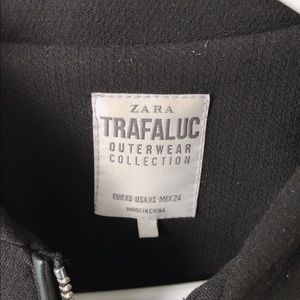 ZARA
TRAFALUC
OUTERWEAR
COLLECTION
EUR XS·USA XS·MEX 24
MADE IN CHINA